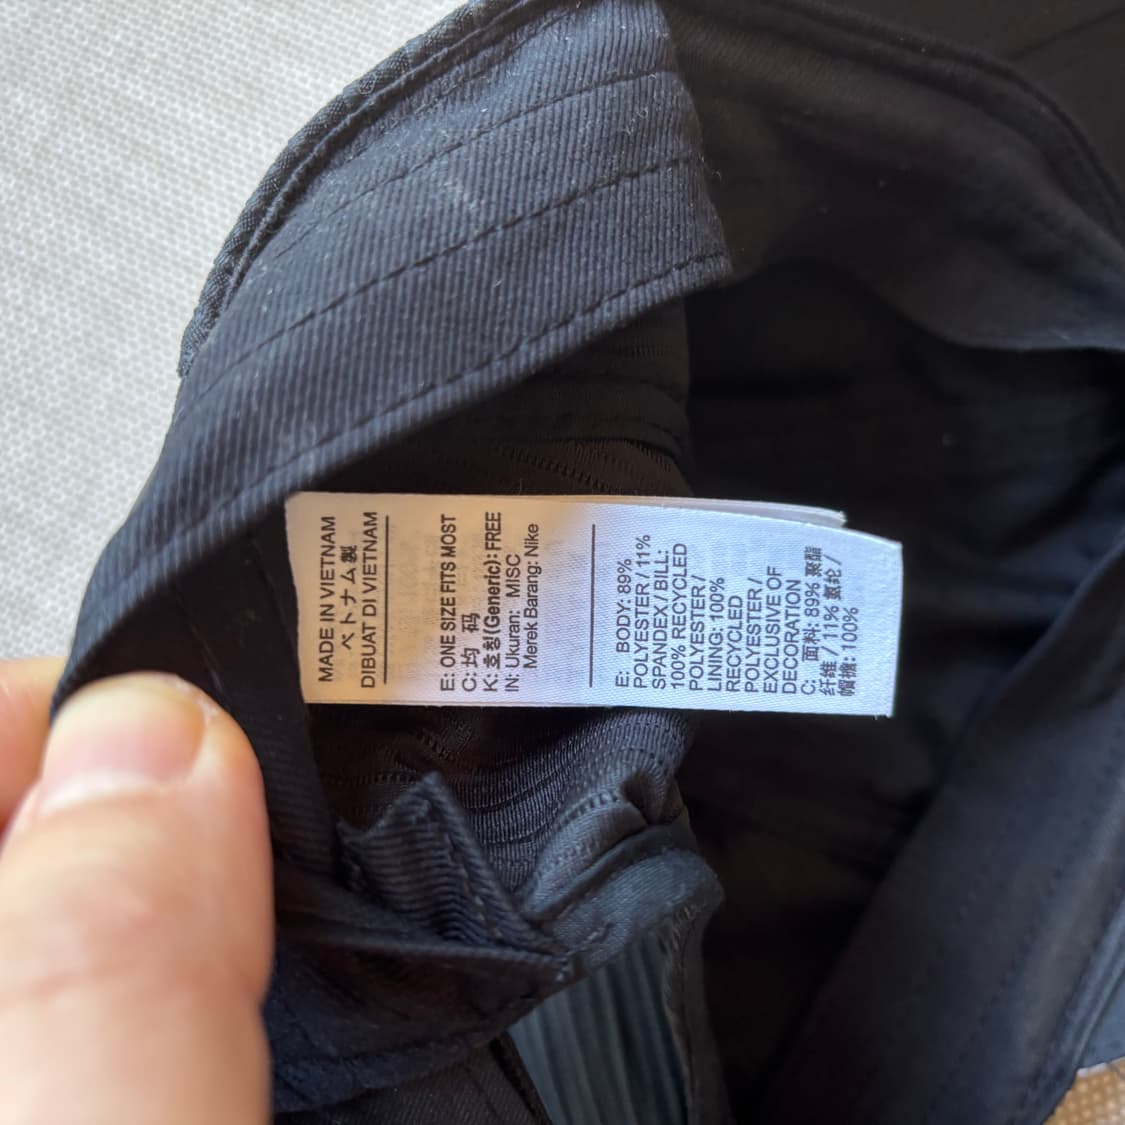 MADE IN VIETNAM
ベトナム製
DIBUAT DI VIETNAM
E: ONE SIZE FITS MOST
C: 均 码
K: 호칭(Generic): FREE
IN: Ukuran: MISC
Merek Barang: Nike
E: BODY: 89%
POLYESTER / 11%
SPANDEX / BILL:
100% RECYCLED
POLYESTER /
LINING: 100%
RECYCLED
POLYESTER /
EXCLUSIVE OF
DECORATION
C: 面料: 89% 聚酯
纤维 / 11% 氨纶 /
帽檐: 100%